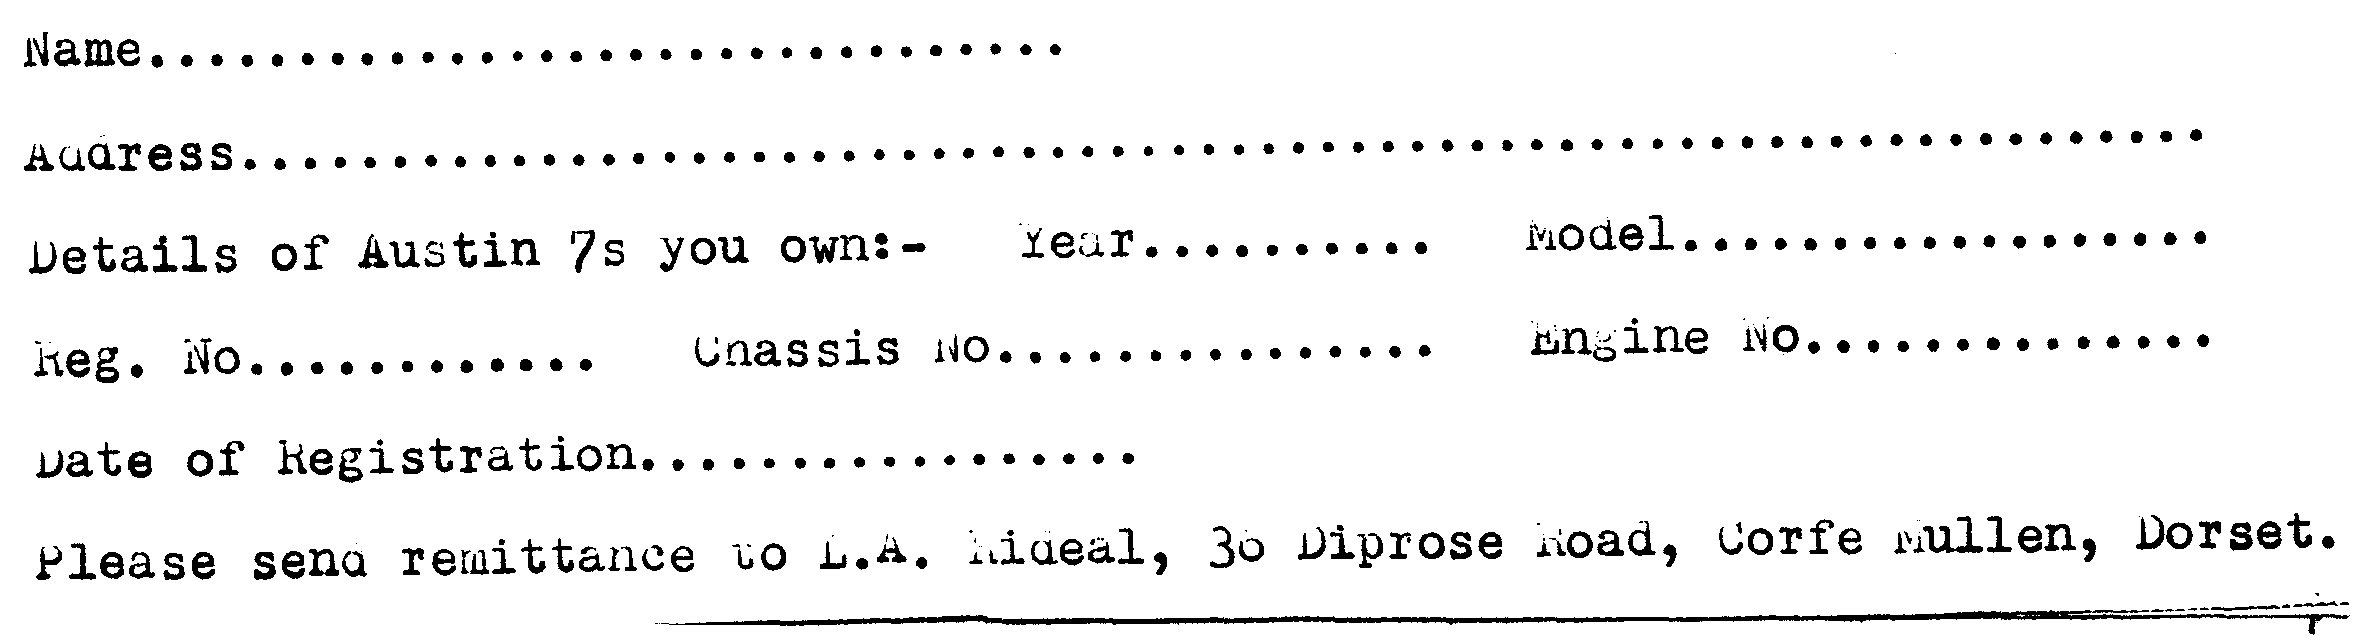 Name...............................
Address..................................................................
Details of Austin 7s you own:- Year.......... Model..................
Reg. No............ Chassis No............... Engine No..............
Date of Registration.................
Please send remittance to L.A. Rideal, Diprose Road, Corfe Mullen, Dorset.